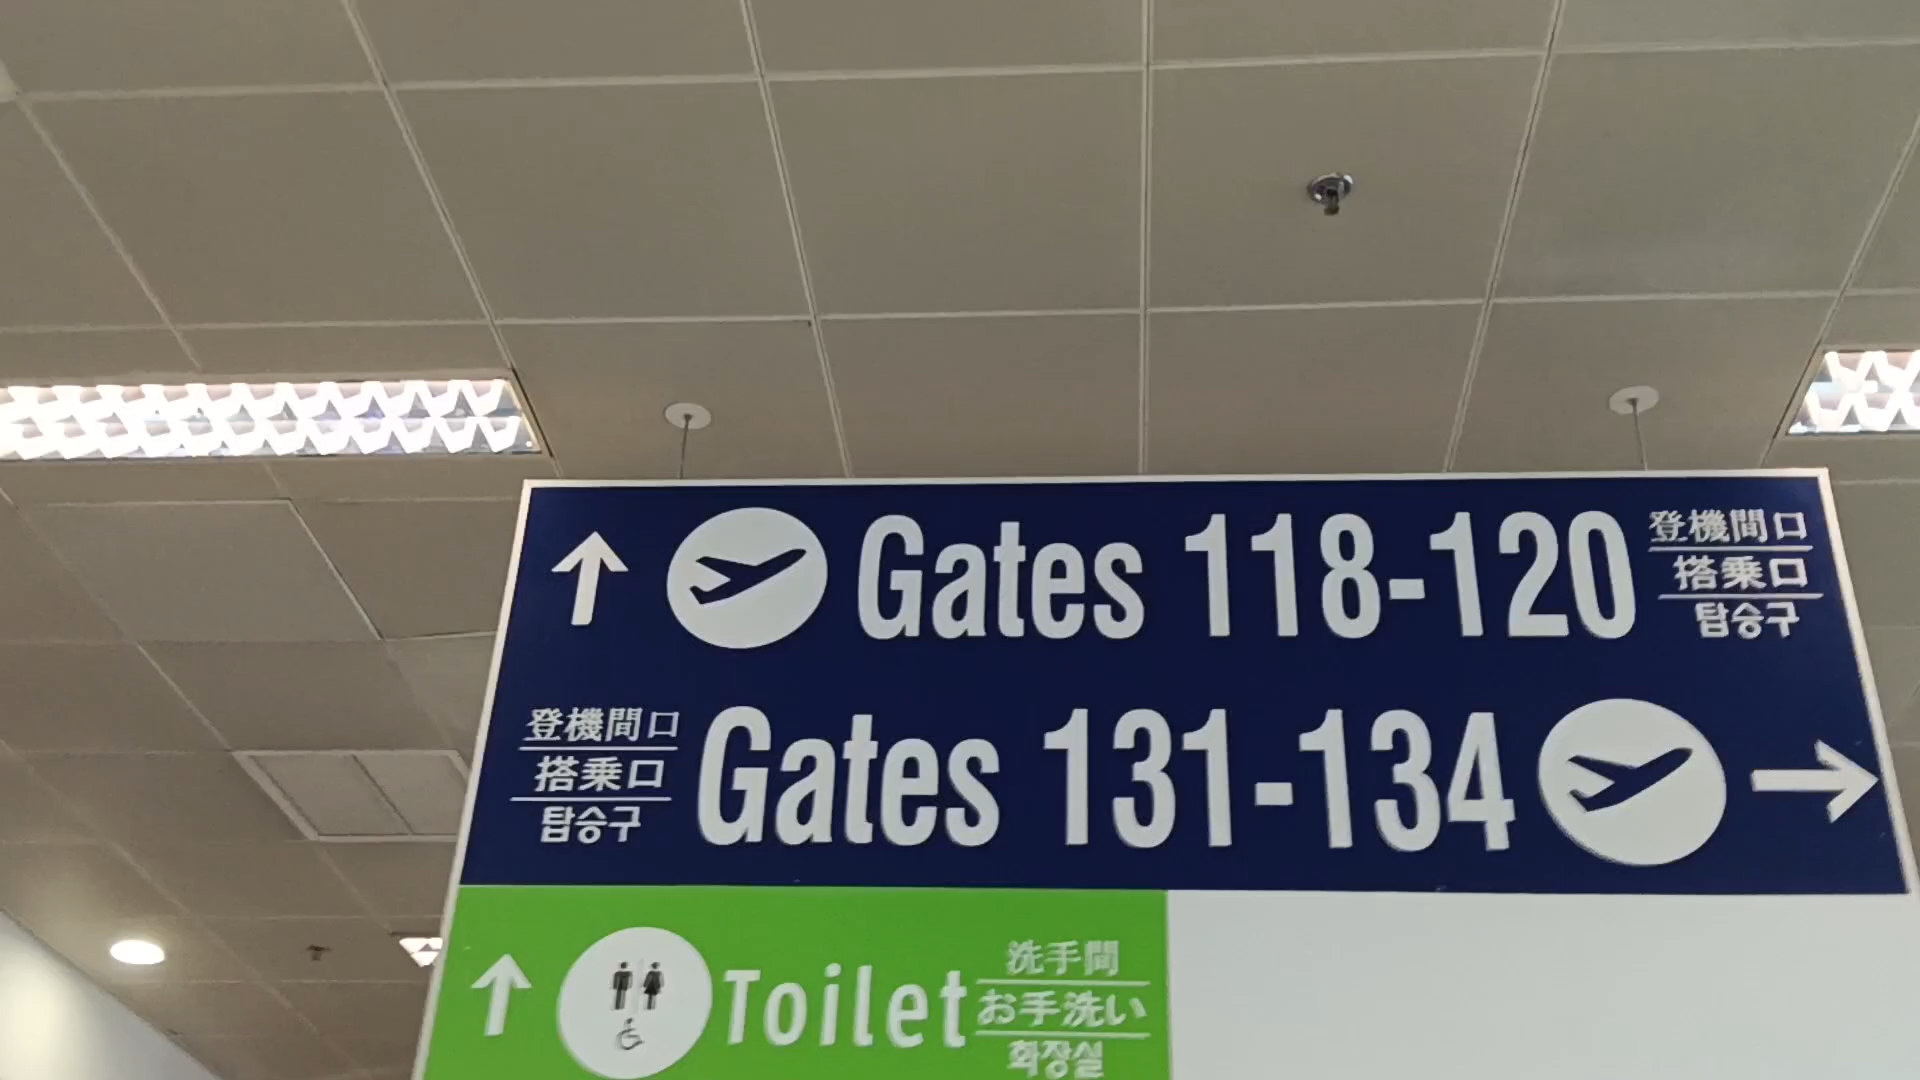 Gates 118-120
登機間口
搭乗口
탑승구
登機間口
搭乗口
탑승구
Gates 131-134
Toilet
洗手間
お手洗い
화장실